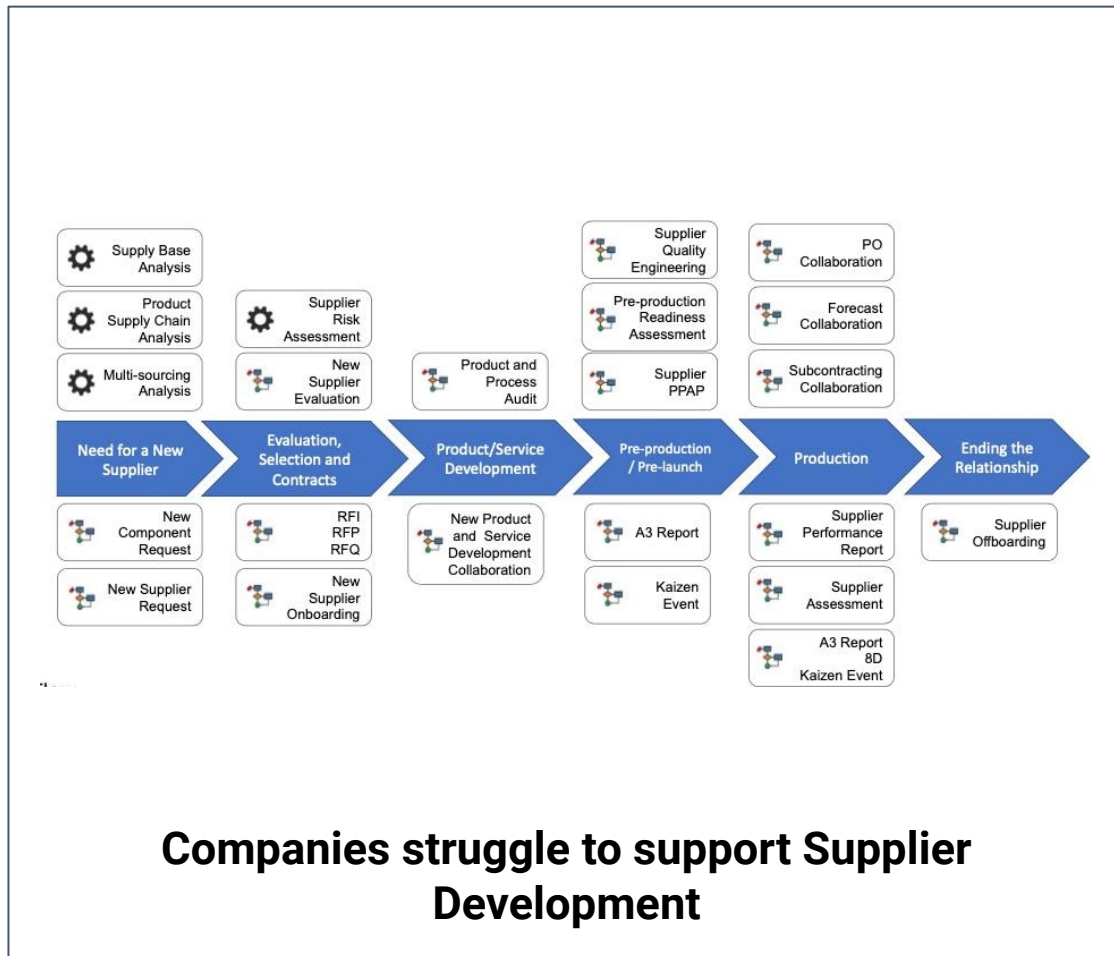 Supply Base
Analysis
Product
Supply Chain
Analysis
Multi-sourcing
Analysis
Supplier
Risk
Assessment
New
Supplier
Evaluation
Product and
Process
Audit
Supplier
Quality
Engineering
Pre-production
Readiness
Assessment
Supplier
PPAP
PO
Collaboration
Forecast
Collaboration
Subcontracting
Collaboration
Need for a New
Supplier
Evaluation,
Selection and
Contracts
Product/Service
Development
Pre-production
/ Pre-launch
Production
Ending the
Relationship
New
Component
Request
New Supplier
Request
RFI
RFP
RFQ
New
Supplier
Onboarding
New Product
and Service
Development
Collaboration
A3 Report
Kaizen
Event
Supplier
Performance
Report
Supplier
Assessment
A3 Report
8D
Kaizen Event
Supplier
Offboarding
Companies struggle to support Supplier
Development